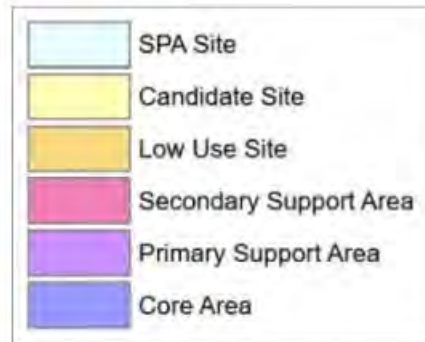 SPA Site
Candidate Site
Low Use Site
Secondary Support Area
Primary Support Area
Core Area